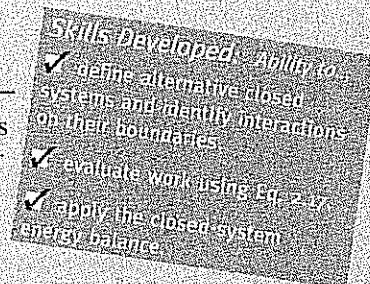 Skills Developed Ability to...
✓ define alternative closed
systems and identify interactions
on their boundaries.
✓ evaluate work using Eq. 2.17
✓ apply the closed system
energy balance.
s